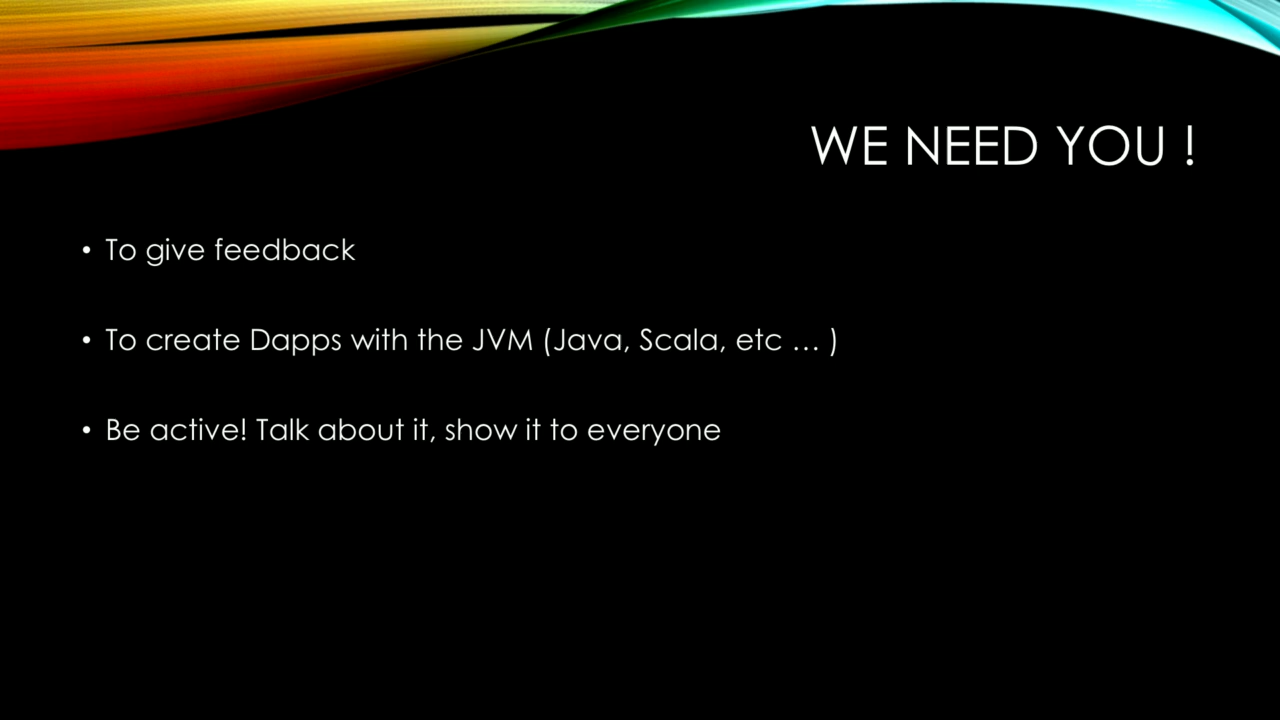 WE NEED YOU !
• To give feedback
• To create Dapps with the JVM (Java, Scala, etc … )
• Be active! Talk about it, show it to everyone